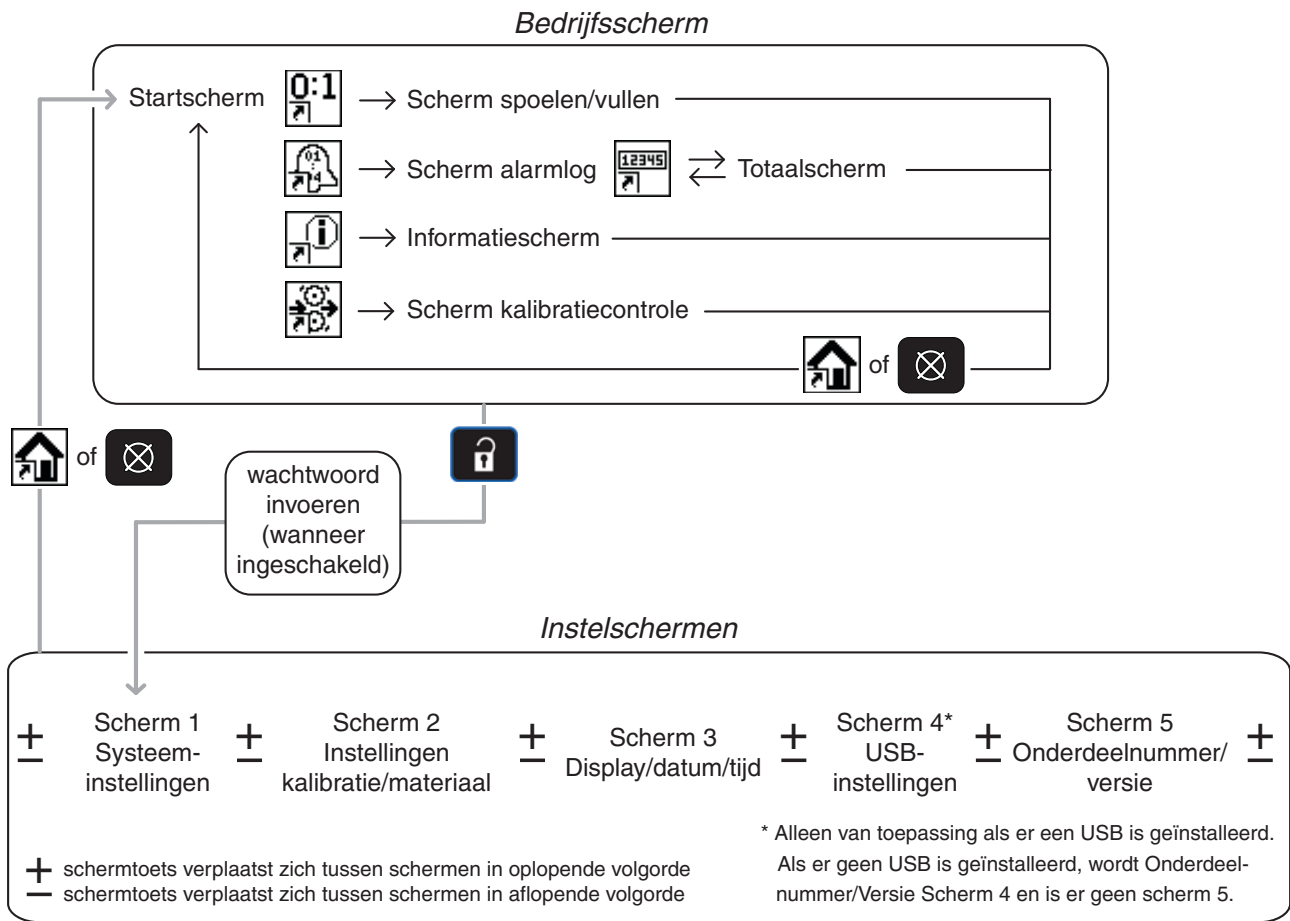 Bedrijfsscherm
Startscherm
0:1
Scherm spoelen/vullen
01
Scherm alarmlog
12345
Totaalscherm
i
Informatiescherm
Scherm kalibratiecontrole
of
of
wachtwoord
invoeren
(wanneer
ingeschakeld)
Instelschermen
±
Scherm 1
Systeem-
instellingen
±
Scherm 2
Instellingen
kalibratie/materiaal
±
Scherm 3
Display/datum/tijd
±
Scherm 4*
USB-
instellingen
±
Scherm 5
Onderdeelnummer/
versie
±
+ schermtoets verplaatst zich tussen schermen in oplopende volgorde
− schermtoets verplaatst zich tussen schermen in aflopende volgorde
* Alleen van toepassing als er een USB is geïnstalleerd.
Als er geen USB is geïnstalleerd, wordt Onderdeel-
nummer/Versie Scherm 4 en is er geen scherm 5.